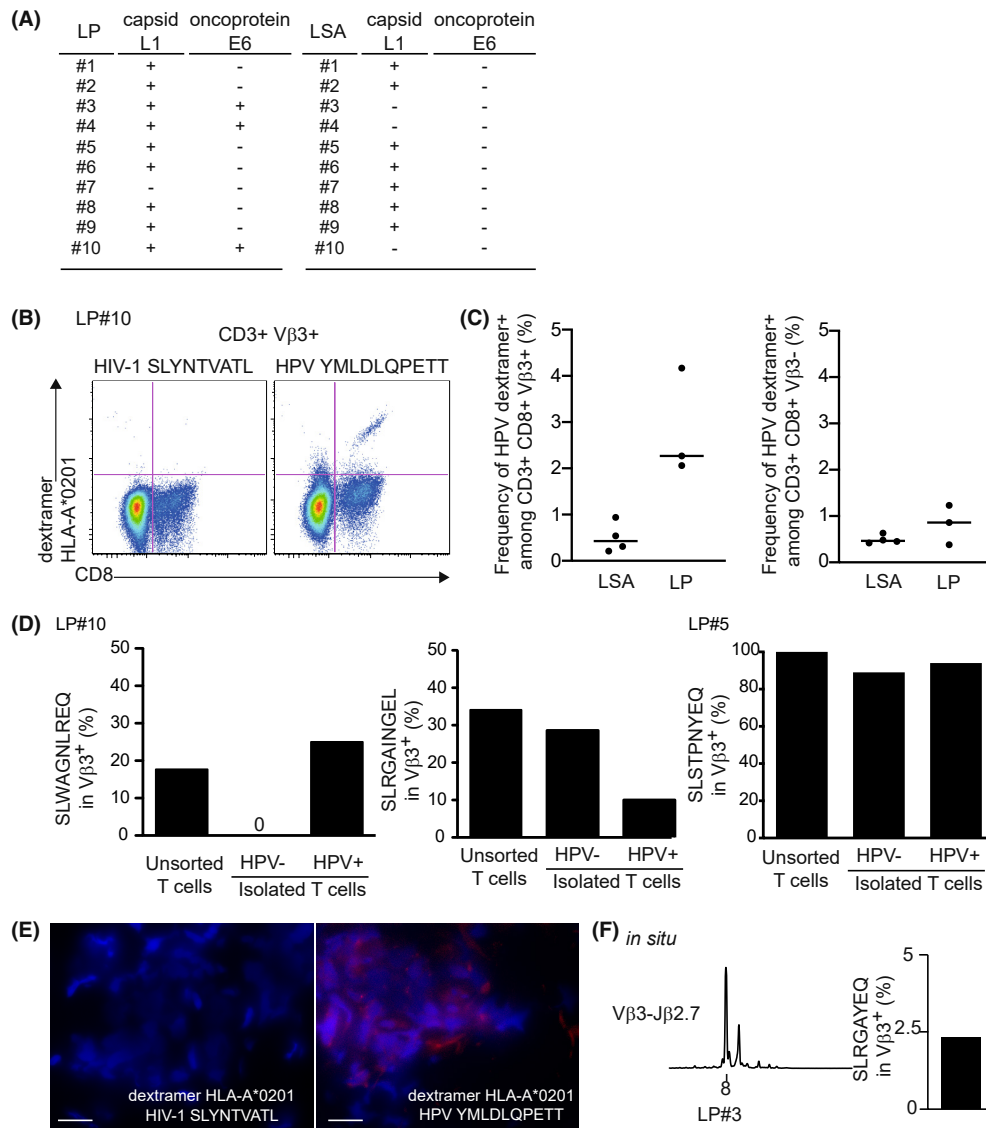 (A)
LP capsid L1 oncoprotein E6 LSA capsid L1 oncoprotein E6
#1 + - #1 + -
#2 + - #2 + -
#3 + + #3 - -
#4 + + #4 - -
#5 + - #5 + -
#6 + - #6 + -
#7 - - #7 + -
#8 + - #8 + -
#9 + - #9 + -
#10 + + #10 - -
(B) LP#10
CD3+ Vβ3+
HIV-1 SLYNTVATL HPV YMLDLQPETT
dextramer
HLA-A*0201
CD8
(C)
Frequency of HPV dextramer+
among CD3+ CD8+ Vβ3+ (%)
5
4
3
2
1
0
LSA LP
Frequency of HPV dextramer+
among CD3+ CD8+ Vβ3- (%)
5
4
3
2
1
0
LSA LP
(D) LP#10
SLWAGNLREQ
in Vβ3+ (%)
50
40
30
20
10
0
0
Unsorted T cells HPV- HPV+
Isolated T cells
SLRGAINGEL
in Vβ3+ (%)
50
40
30
20
10
0
Unsorted T cells HPV- HPV+
Isolated T cells
LP#5
SLSTPNYEQ
in Vβ3+ (%)
100
80
60
40
20
0
Unsorted T cells HPV- HPV+
Isolated T cells
(E)
dextramer HLA-A*0201
HIV-1 SLYNTVATL
dextramer HLA-A*0201
HPV YMLDLQPETT
(F) in situ
Vβ3-Jβ2.7
8
LP#3
SLRGAYEQ
in Vβ3+ (%)
5
2.5
0